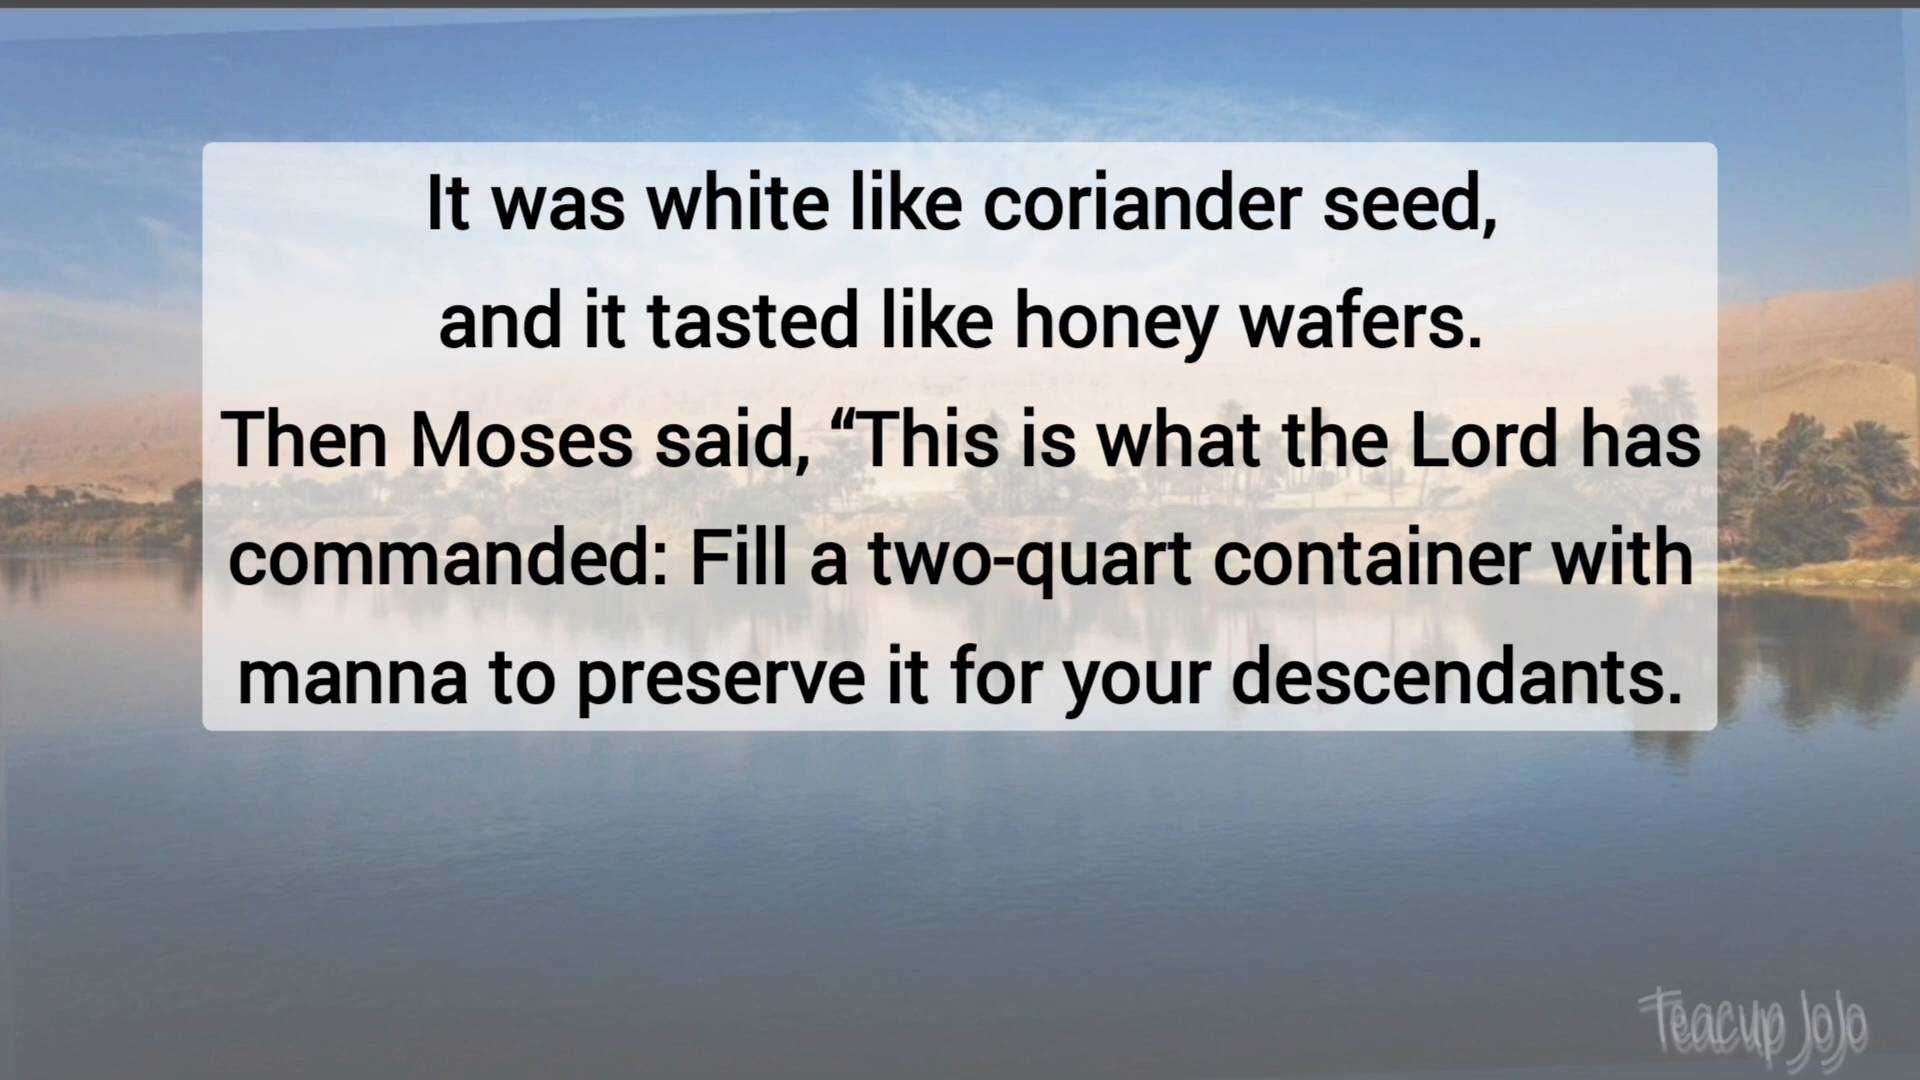 It was white like coriander seed,
and it tasted like honey wafers.
Then Moses said, “This is what the Lord has
commanded: Fill a two-quart container with
manna to preserve it for your descendants.
Teacup JoJo